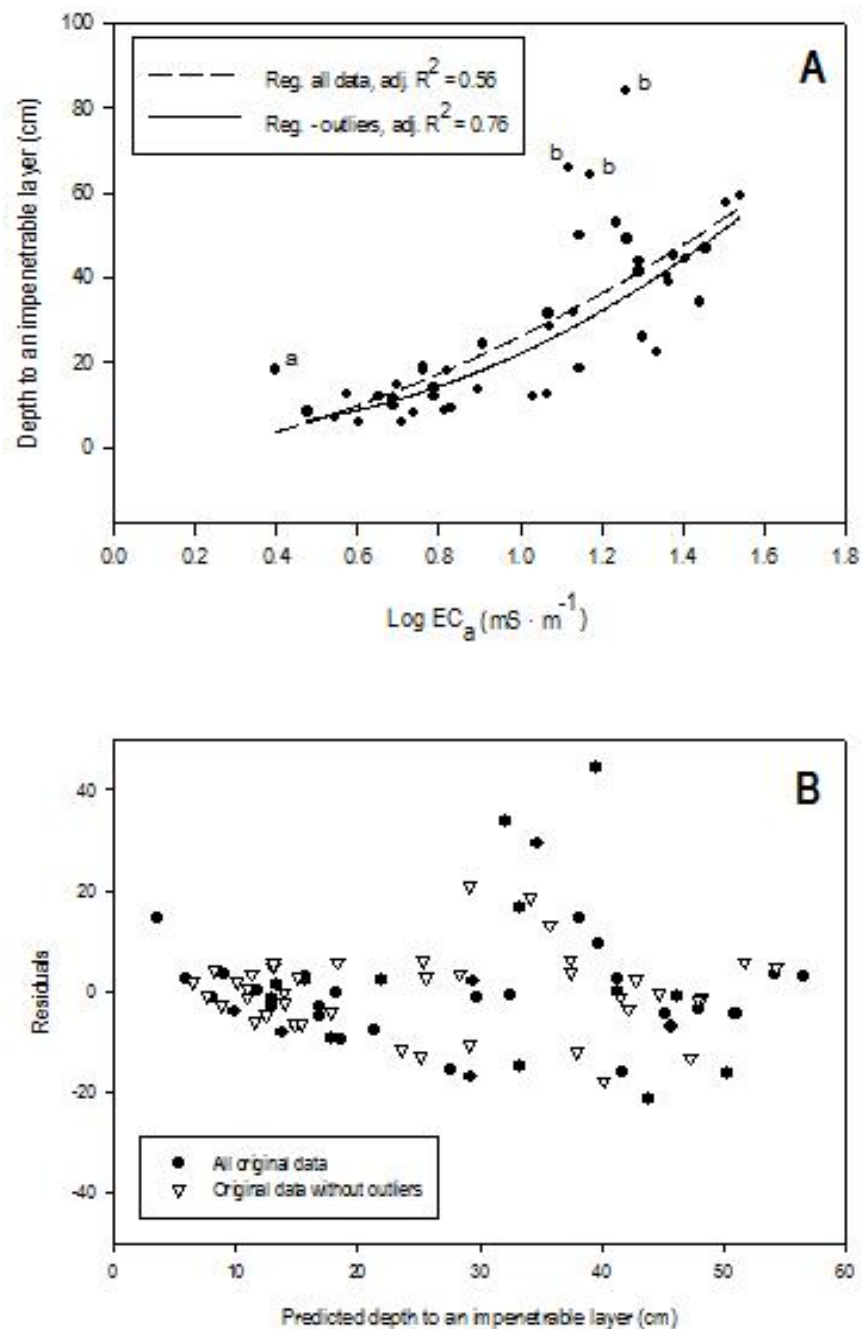 100
80
60
40
20
0
Depth to an impenetrable layer (cm)
Reg. all data, adj. R² = 0.56
Reg. - outliers, adj. R² = 0.76
A
b
b b
a
0.0 0.2 0.4 0.6 0.8 1.0 1.2 1.4 1.6 1.8
Log ECₐ (mS · m⁻¹)
B
40
20
0
-20
-40
Residuals
All original data
Original data without outliers
0 10 20 30 40 50 60
Predicted depth to an impenetrable layer (cm)